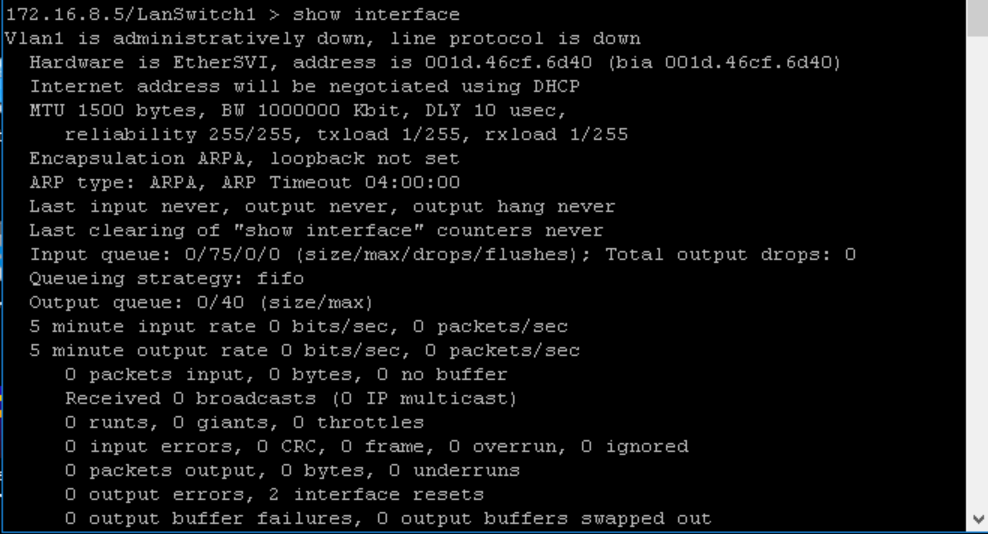 172.16.8.5/LanSwitch1 > show interface
Vlan1 is administratively down, line protocol is down
Hardware is EtherSVI, address is 001d.46cf.6d40 (bia 001d.46cf.6d40)
Internet address will be negotiated using DHCP
MTU 1500 bytes, BW 1000000 Kbit, DLY 10 usec,
reliability 255/255, txload 1/255, rxload 1/255
Encapsulation ARPA, loopback not set
ARP type: ARPA, ARP Timeout 04:00:00
Last input never, output never, output hang never
Last clearing of "show interface" counters never
Input queue: 0/75/0/0 (size/max/drops/flushes); Total output drops: 0
Queueing strategy: fifo
Output queue: 0/40 (size/max)
5 minute input rate 0 bits/sec, 0 packets/sec
5 minute output rate 0 bits/sec, 0 packets/sec
0 packets input, 0 bytes, 0 no buffer
Received 0 broadcasts (0 IP multicast)
0 runts, 0 giants, 0 throttles
0 input errors, 0 CRC, 0 frame, 0 overrun, 0 ignored
0 packets output, 0 bytes, 0 underruns
0 output errors, 2 interface resets
0 output buffer failures, 0 output buffers swapped out